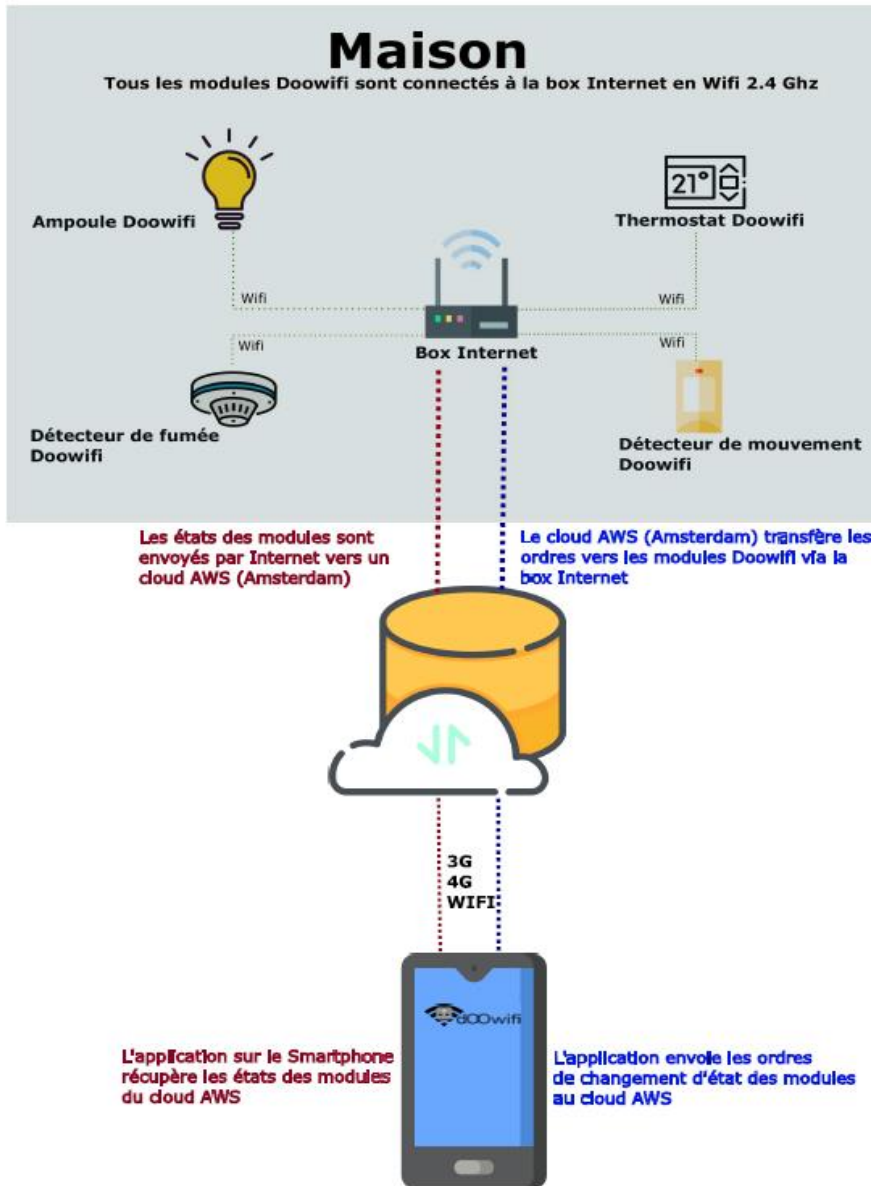 Maison
Tous les modules Doowifi sont connectés à la box Internet en Wifi 2.4 Ghz
21°
Ampoule Doowifi
Thermostat Doowifi
Wifi
Wifi
Wifi
Wifi
Box Internet
Détecteur de fumée
Doowifi
Détecteur de mouvement
Doowifi
Les états des modules sont
envoyés par Internet vers un
cloud AWS (Amsterdam)
Le cloud AWS (Amsterdam) transfère les
ordres vers les modules Doowifi via la
box Internet
3G
4G
WIFI
dOOwifi
L'application sur le Smartphone
récupère les états des modules
du cloud AWS
L'application envoie les ordres
de changement d'état des modules
au cloud AWS